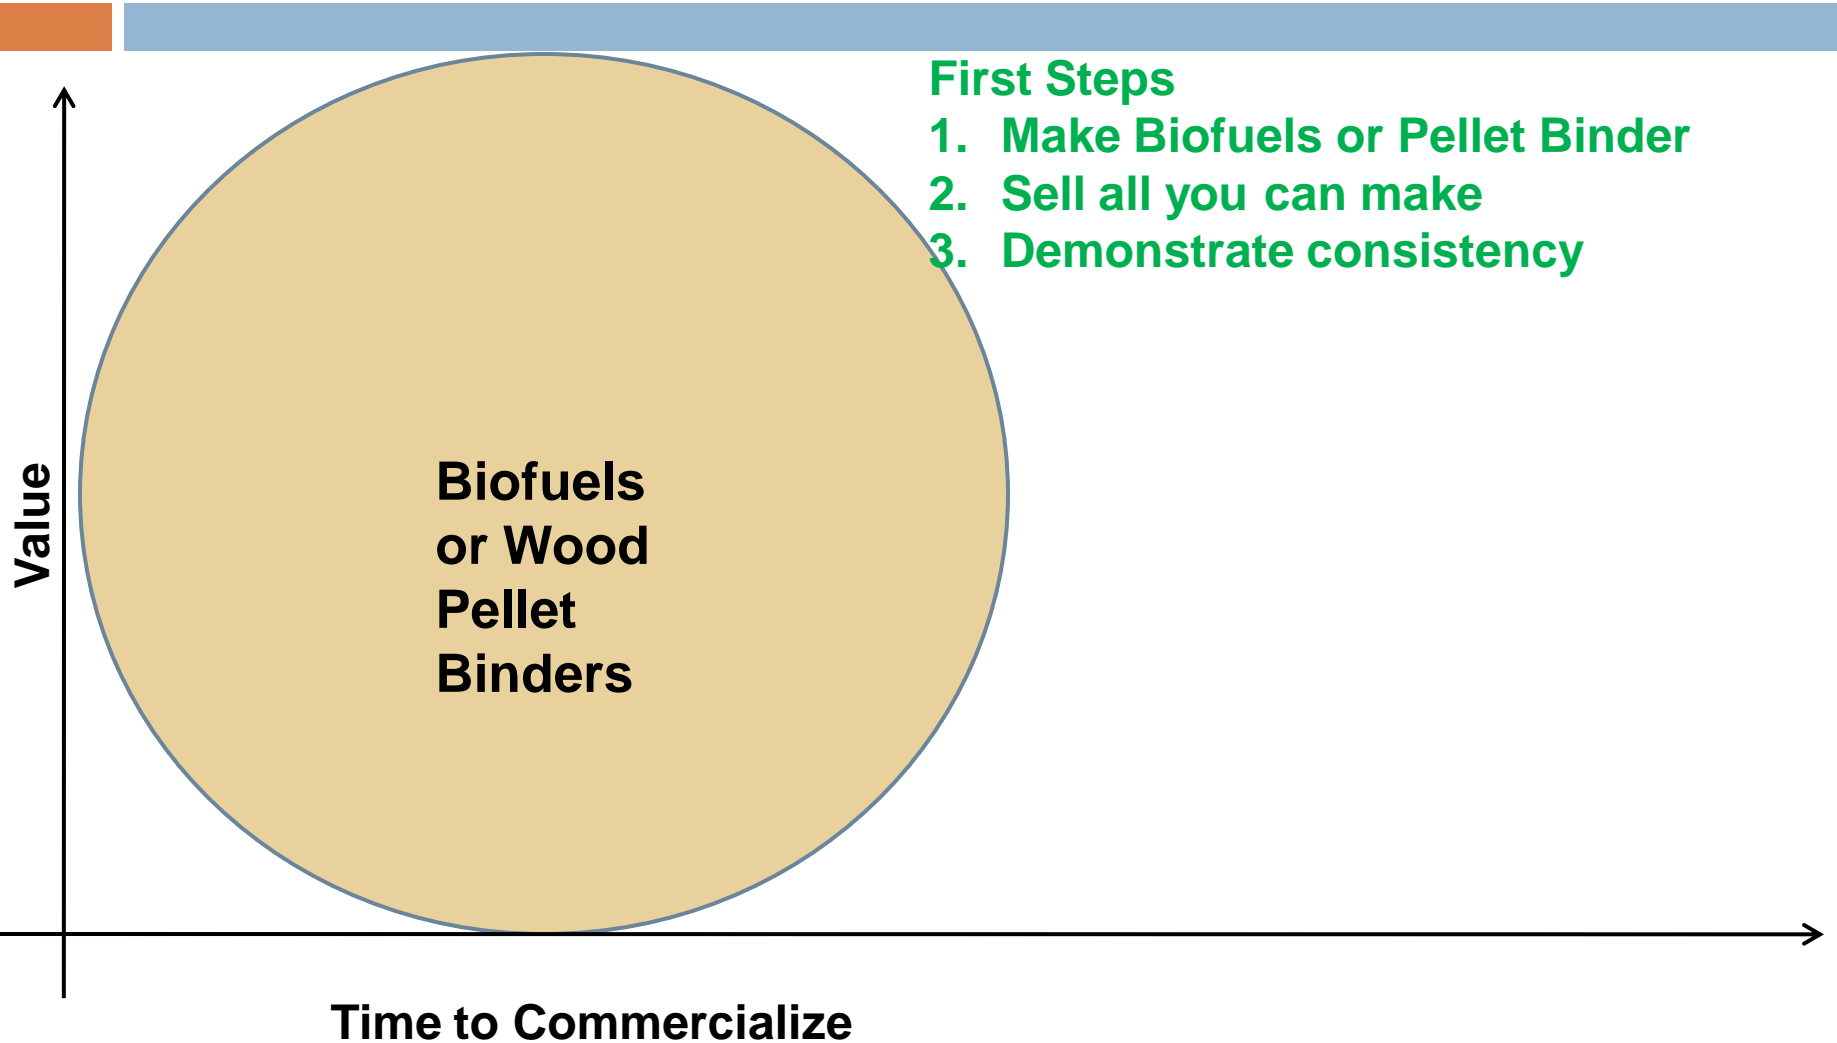 First Steps
1. Make Biofuels or Pellet Binder
2. Sell all you can make
3. Demonstrate consistency
Value
Biofuels
or Wood
Pellet
Binders
Time to Commercialize